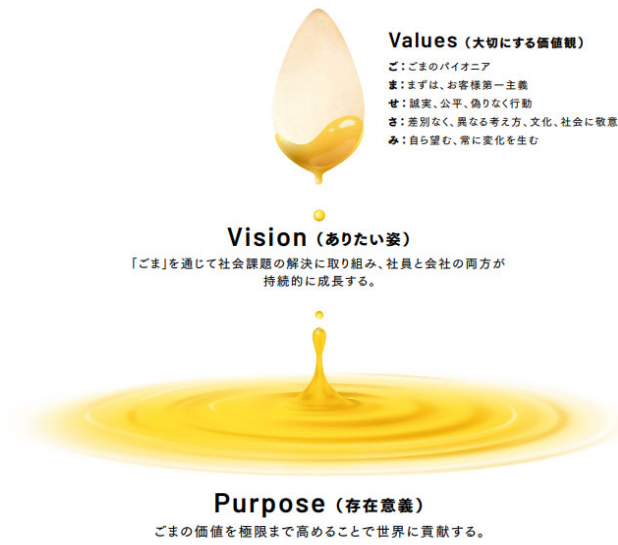 Values（大切にする価値観）
ご：ごまのパイオニア
ま：まずは、お客様第一主義
せ：誠実、公平、偽りなく行動
さ：差別なく、異なる考え方、文化、社会に敬意
み：自ら望む、常に変化を生む
Vision（ありたい姿）
「ごま」を通じて社会課題の解決に取り組み、社員と会社の両方が
持続的に成長する。
Purpose（存在意義）
ごまの価値を極限まで高めることで世界に貢献する。